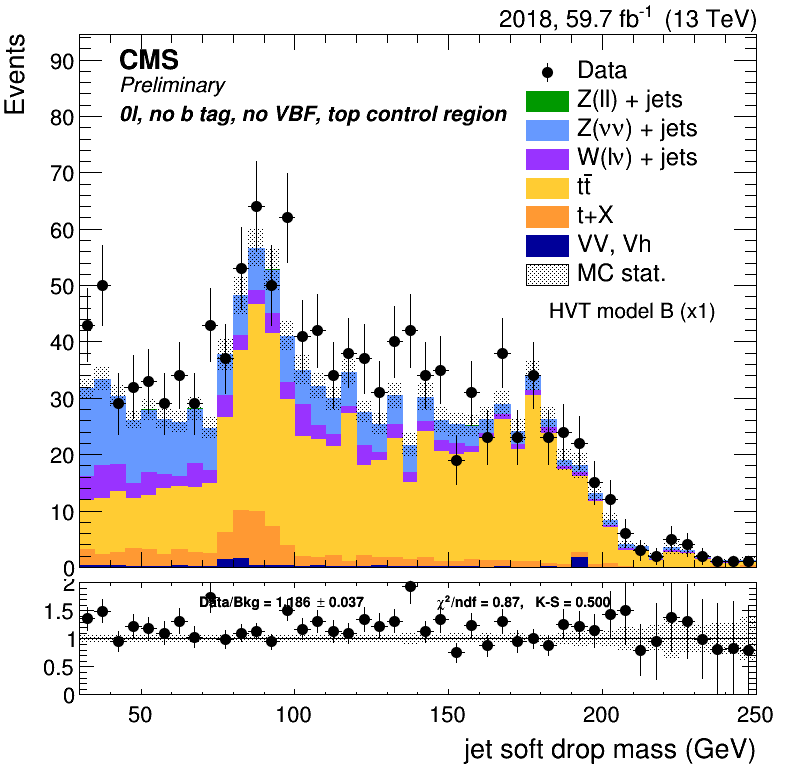 2018, 59.7 fb⁻¹ (13 TeV)
Events
CMS
Preliminary
0l, no b tag, no VBF, top control region
Data
Z(ll) + jets
Z(νν) + jets
W(lν) + jets
tt̄
t+X
VV, Vh
MC stat.
HVT model B (x1)
90
80
70
60
50
40
30
20
10
0
2
1.5
1
0.5
0
Data/Bkg = 1.186 ± 0.037
χ²/ndf = 0.87, K-S = 0.500
50 100 150 200 250
jet soft drop mass (GeV)